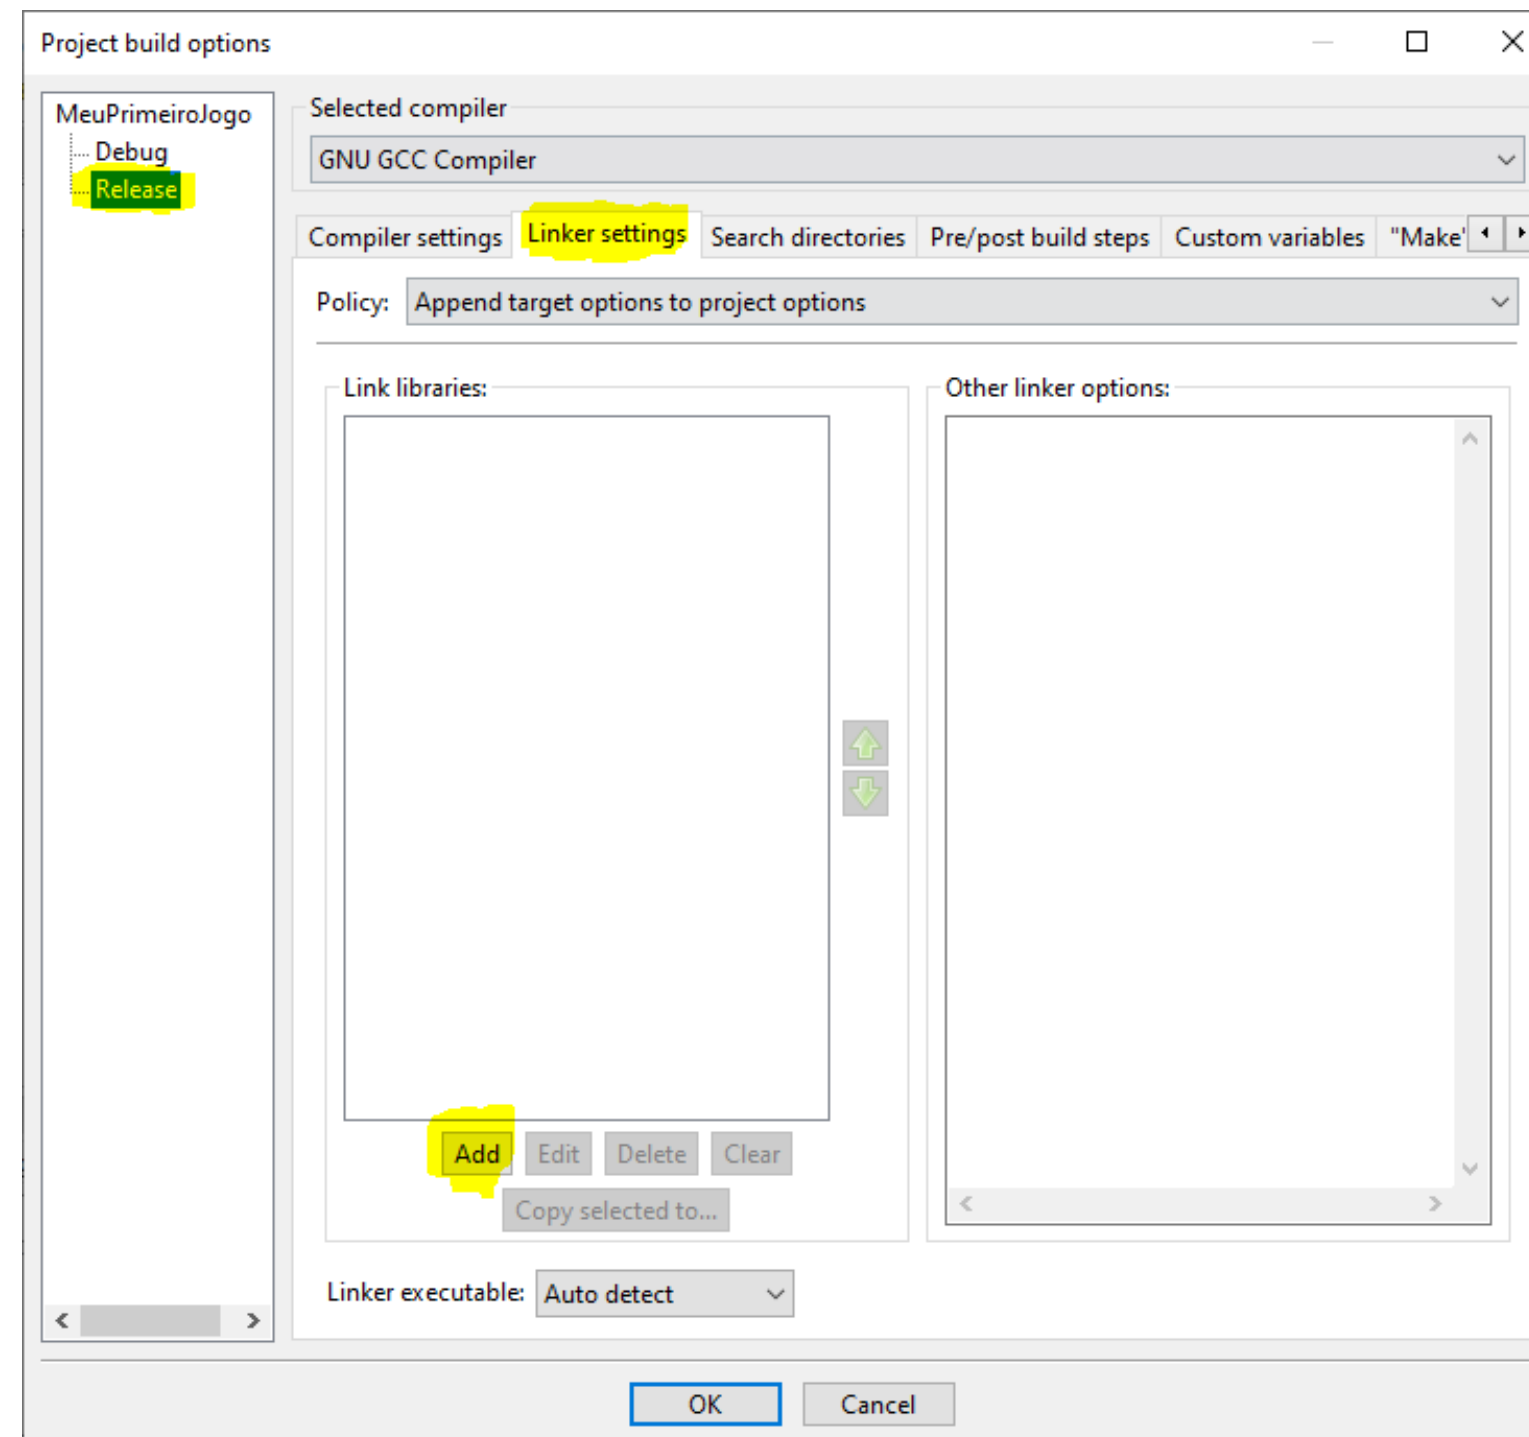 Project build options
MeuPrimeiroJogo
Debug
Release
Selected compiler
GNU GCC Compiler
Compiler settings
Linker settings
Search directories
Pre/post build steps
Custom variables
"Make'
Policy:
Append target options to project options
Link libraries:
Other linker options:
Add
Edit
Delete
Clear
Copy selected to...
Linker executable:
Auto detect
OK
Cancel